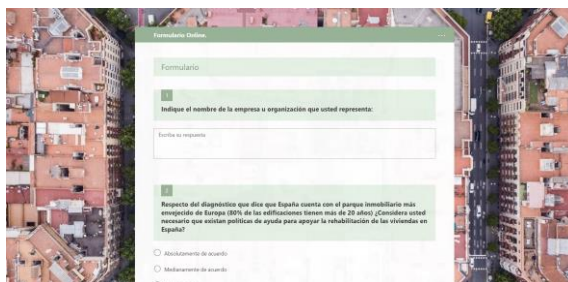 Formulario Online.
Formulario
1
Indique el nombre de la empresa u organización que usted representa:
Escriba su respuesta
2
Respecto del diagnóstico que dice que España cuenta con el parque inmobiliario más
envejecido de Europa (80% de las edificaciones tienen más de 20 años) ¿Considera usted
necesario que existan políticas de ayuda para apoyar la rehabilitación de las viviendas en
España?
Absolutamente de acuerdo
Medianamente de acuerdo